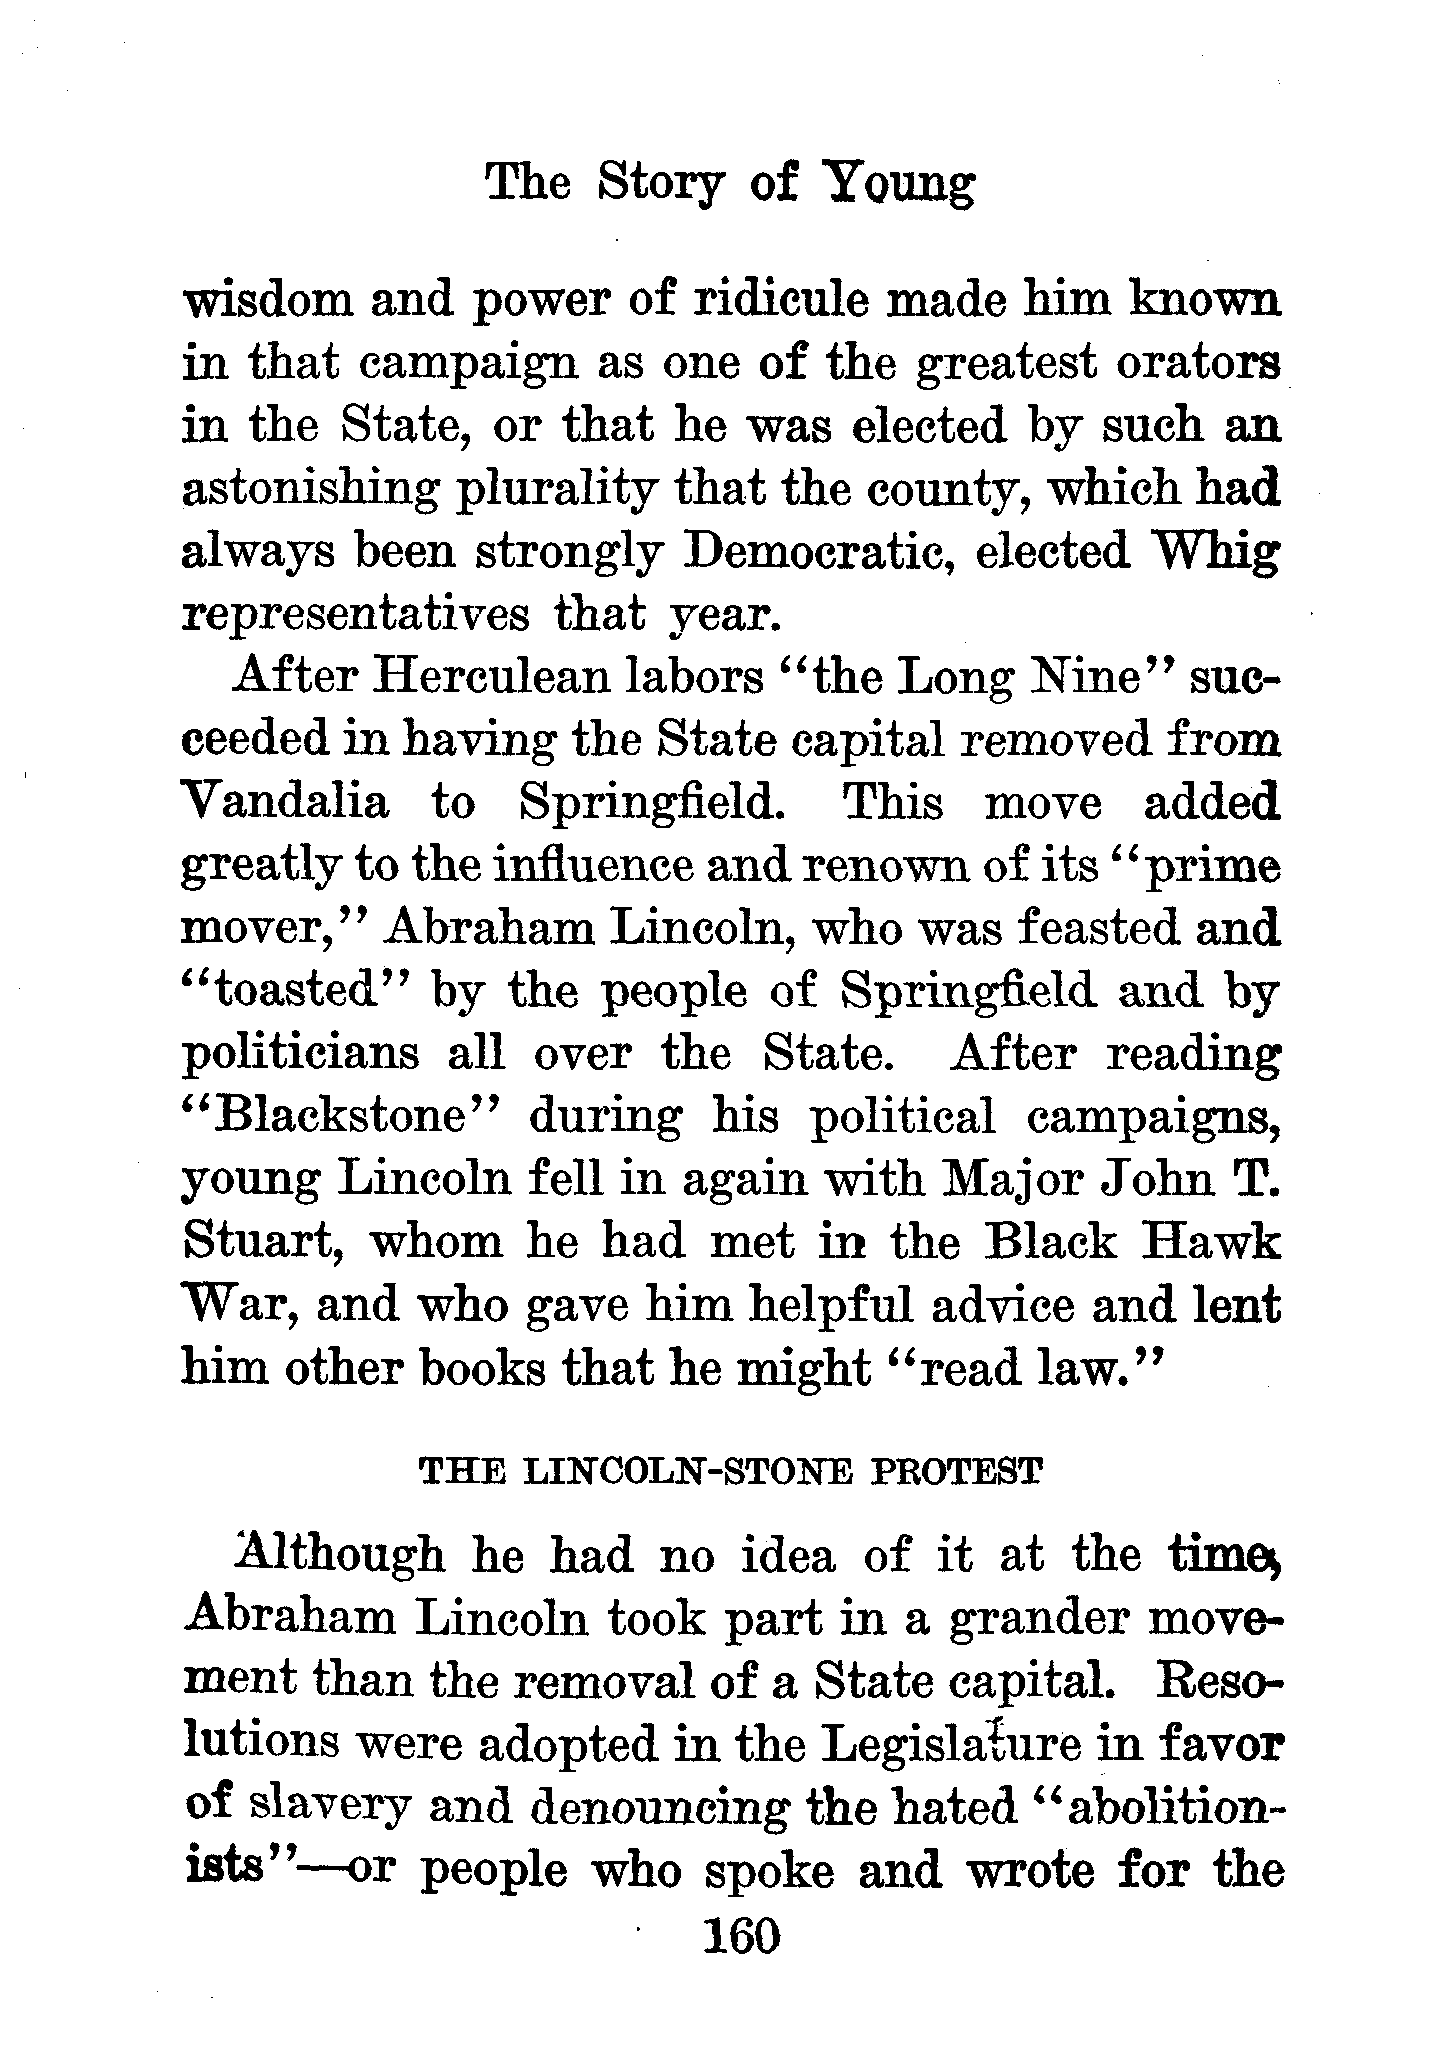 The Story of Young
wisdom and power of ridicule made him known
in that campaign as one of the greatest orators
in the State, or that he was elected by such an
astonishing plurality that the county, which had
always been strongly Democratic, elected Whig
representatives that year.
After Herculean labors "the Long Nine" suc-
ceeded in having the State capital removed from
Vandalia to Springfield. This move added
greatly to the influence and renown of its "prime
mover," Abraham Lincoln, who was feasted and
"toasted" by the people of Springfield and by
politicians all over the State. After reading
"Blackstone" during his political campaigns,
young Lincoln fell in again with Major John T.
Stuart, whom he had met in the Black Hawk
War, and who gave him helpful advice and lent
him other books that he might "read law."
THE LINCOLN-STONE PROTEST
Although he had no idea of it at the time,
Abraham Lincoln took part in a grander move-
ment than the removal of a State capital. Reso-
lutions were adopted in the Legislature in favor
of slavery and denouncing the hated "abolition-
ists"—or people who spoke and wrote for the
160